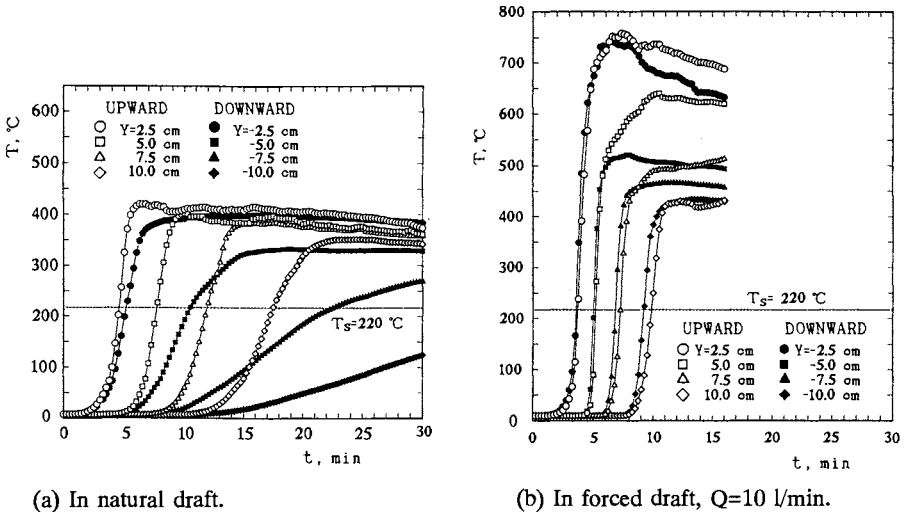 600
500
400
300
200
100
0
T, ℃
UPWARD DOWNWARD
○ Y=2.5 cm ● Y=-2.5 cm
□ 5.0 cm ■ -5.0 cm
△ 7.5 cm ▲ -7.5 cm
◇ 10.0 cm ◆ -10.0 cm
Ts=220 ℃
0 5 10 15 20 25 30
t, min
(a) In natural draft.
800
700
600
500
400
300
200
100
0
T, ℃
Ts=220 ℃
UPWARD DOWNWARD
○ Y=2.5 cm ● Y=-2.5 cm
□ 5.0 cm ■ -5.0 cm
△ 7.5 cm ▲ -7.5 cm
◇ 10.0 cm ◆ -10.0 cm
0 5 10 15 20 25 30
t, min
(b) In forced draft, Q=10 l/min.